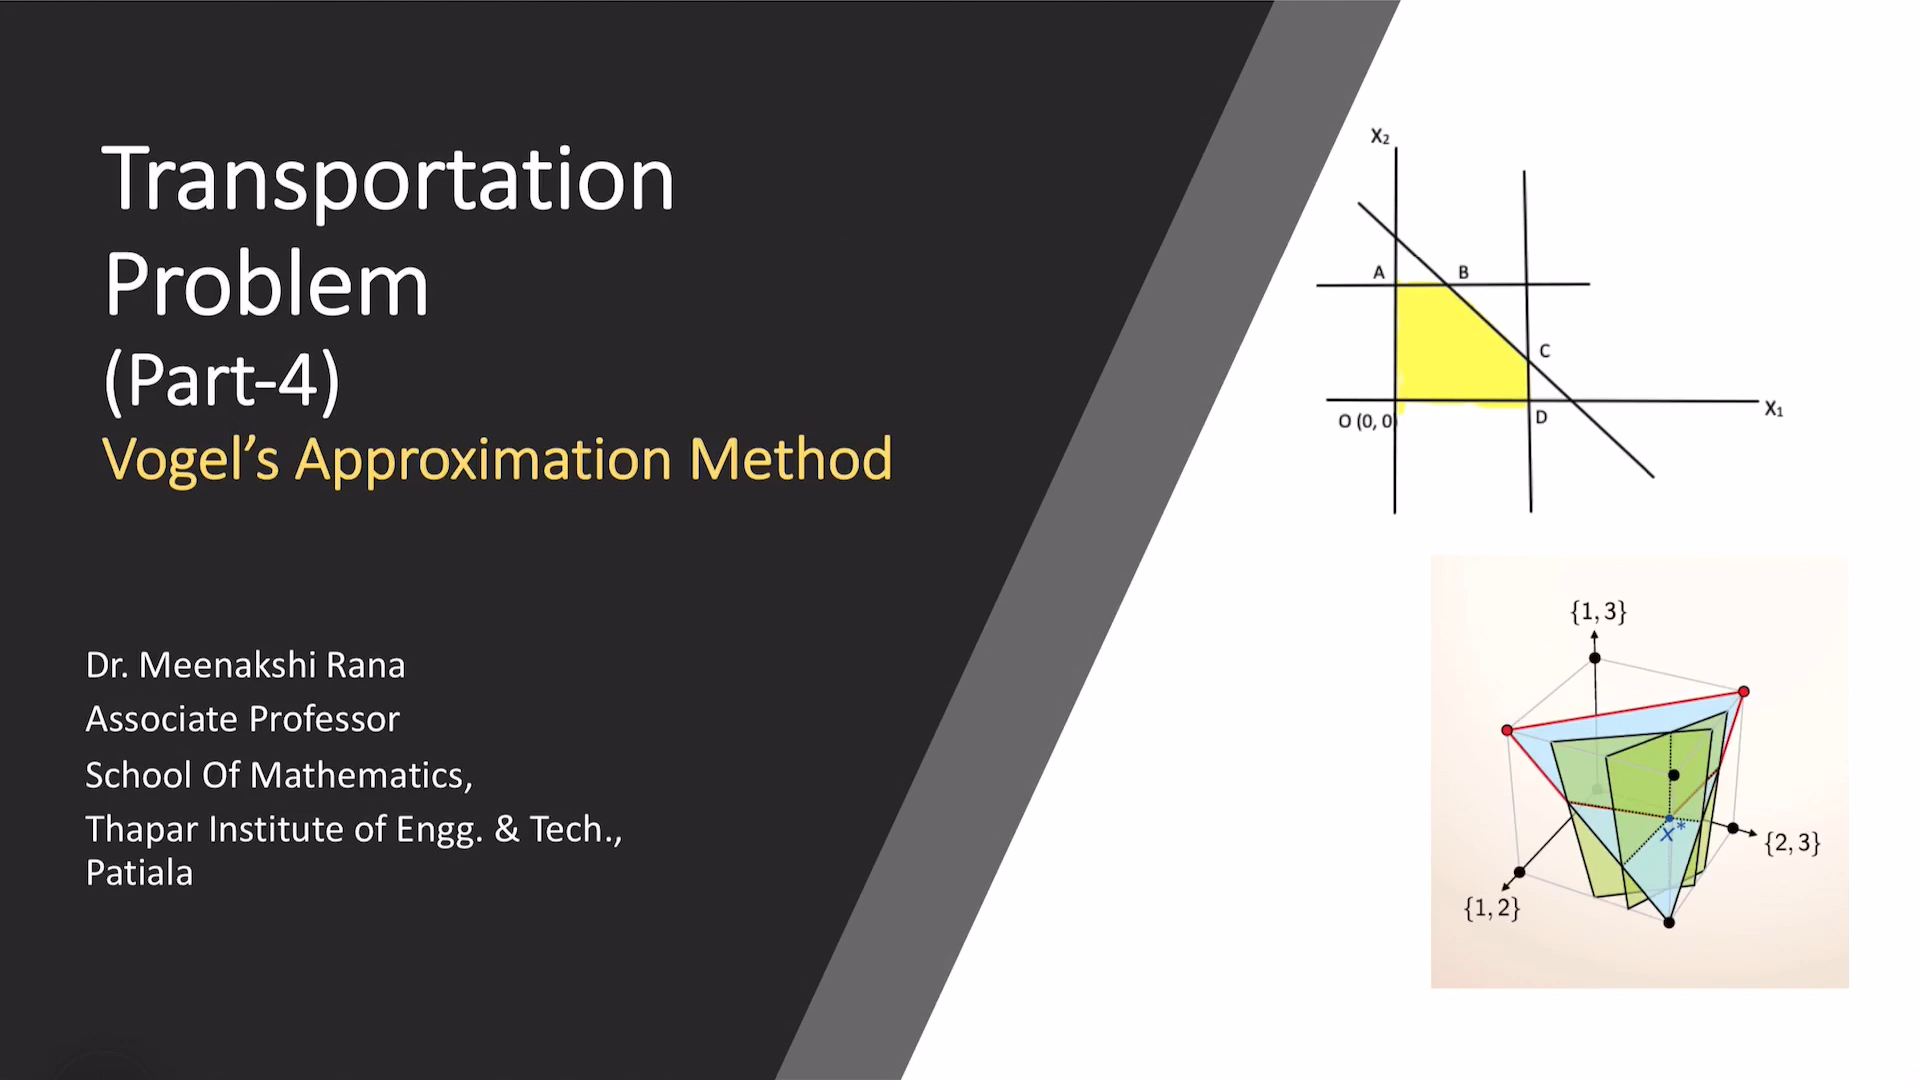 Transportation
Problem
(Part-4)
Vogel’s Approximation Method
Dr. Meenakshi Rana
Associate Professor
School Of Mathematics,
Thapar Institute of Engg. & Tech.,
Patiala
X₂
A
B
C
O (0, 0
D
X₁
{1, 3}
X*
{2, 3}
{1, 2}